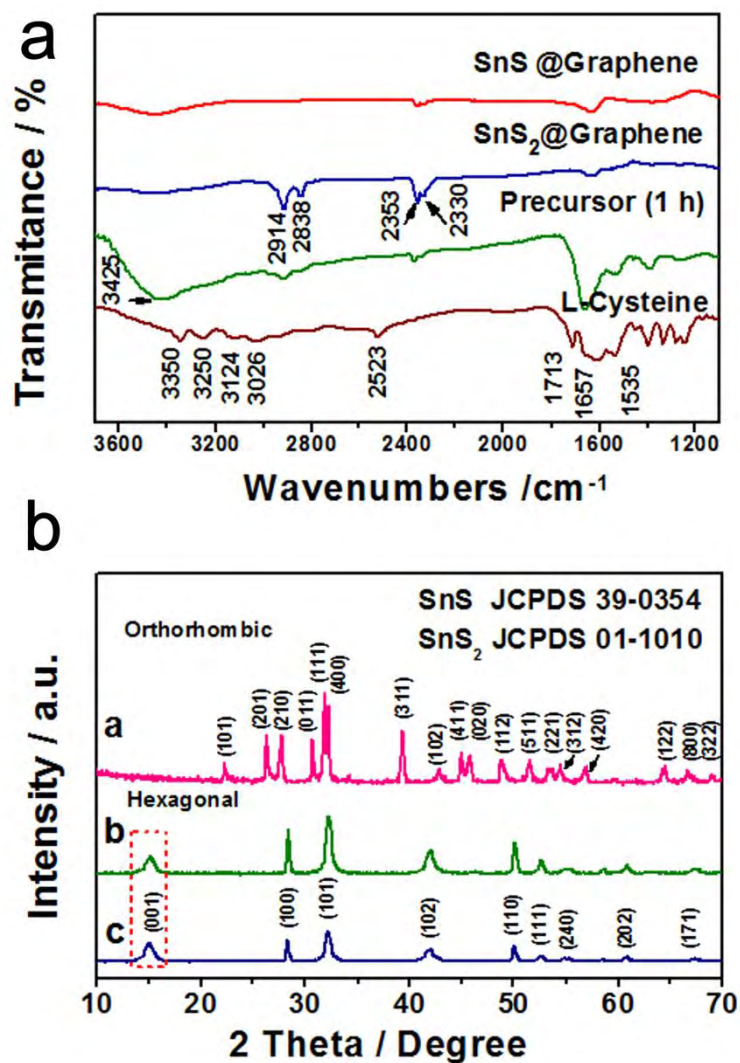 a
SnS @Graphene
SnS2@Graphene
Precursor (1 h)
L-Cysteine
3425
2914
2838
2353
2330
3350
3250
3124
3026
2523
1713
1657
1535
Transmitance / %
3600 3200 2800 2400 2000 1600 1200
Wavenumbers /cm-1
b
SnS JCPDS 39-0354
SnS2 JCPDS 01-1010
Orthorhombic
a
(101)
(201)
(210)
(011)
(111)
(400)
(311)
(102)
(411)
(020)
(112)
(511)
(221)
(312)
(420)
(122)
(800)
(322)
Hexagonal
b
c
(001)
(100)
(101)
(102)
(110)
(111)
(240)
(202)
(171)
Intensity / a.u.
10 20 30 40 50 60 70
2 Theta / Degree